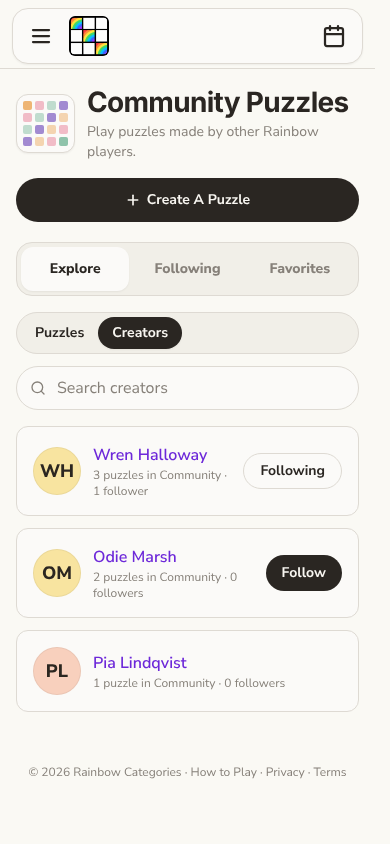 Community Puzzles
Play puzzles made by other Rainbow
players.
+ Create A Puzzle
Explore
Following
Favorites
Puzzles
Creators
Search creators
WH
Wren Halloway
3 puzzles in Community ·
1 follower
Following
OM
Odie Marsh
2 puzzles in Community · 0
followers
Follow
PL
Pia Lindqvist
1 puzzle in Community · 0 followers
© 2026 Rainbow Categories · How to Play · Privacy · Terms